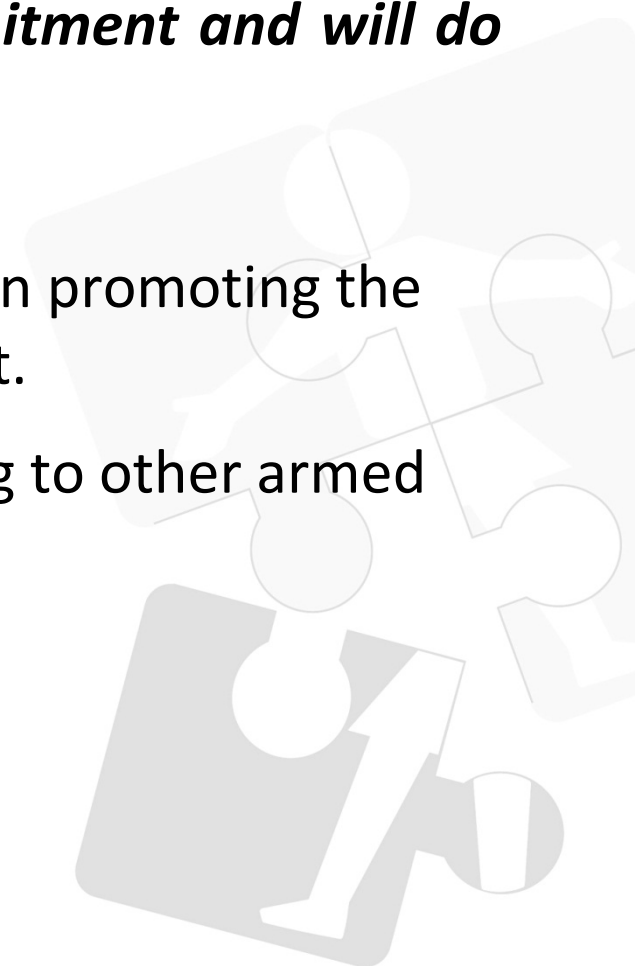 itment and will do
n promoting the
t.
g to other armed